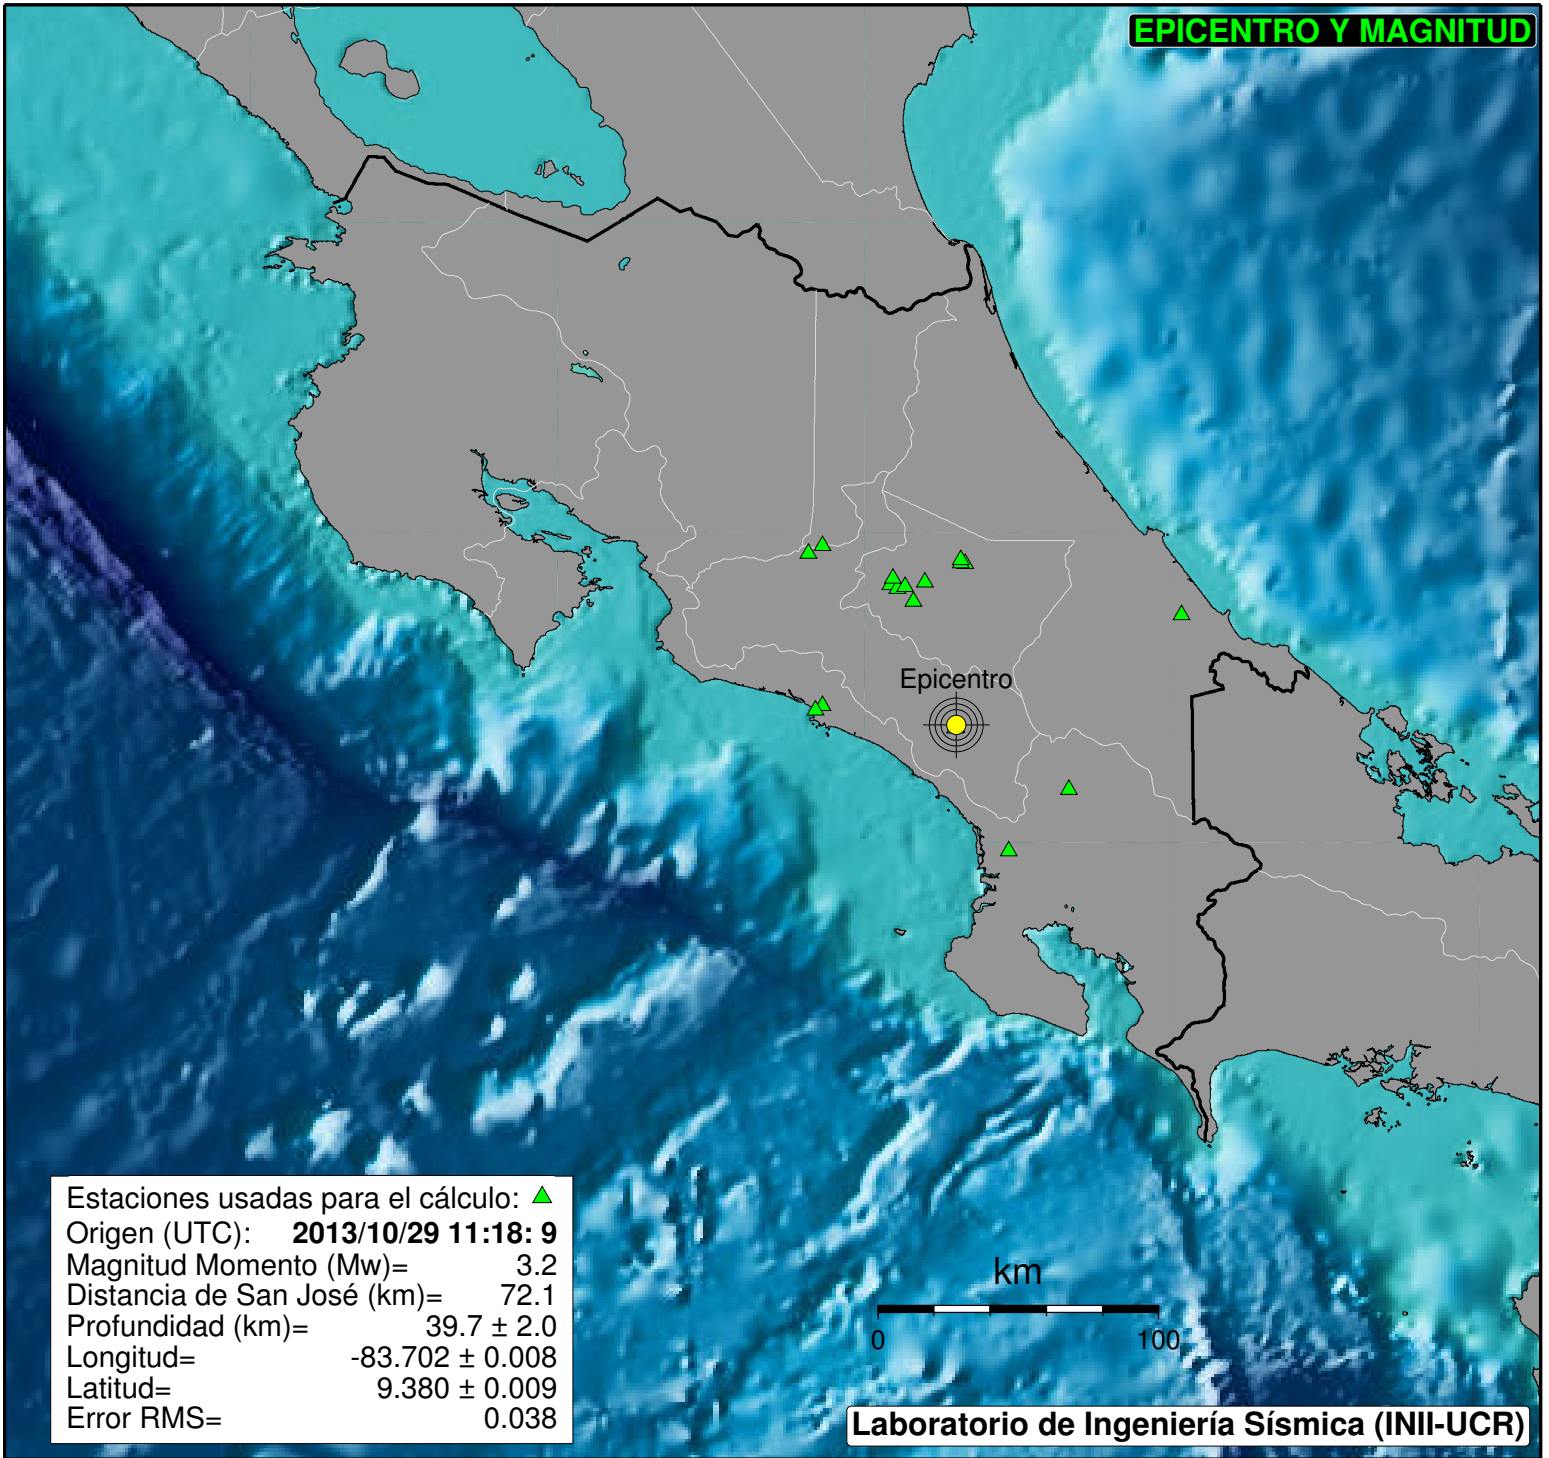 EPICENTRO Y MAGNITUD
Epicentro
Estaciones usadas para el cálculo:
Origen (UTC): 2013/10/29 11:18: 9
Magnitud Momento (Mw)= 3.2
Distancia de San José (km)= 72.1
Profundidad (km)= 39.7 ± 2.0
Longitud= -83.702 ± 0.008
Latitud= 9.380 ± 0.009
Error RMS= 0.038
km
0 100
Laboratorio de Ingeniería Sísmica (INII-UCR)